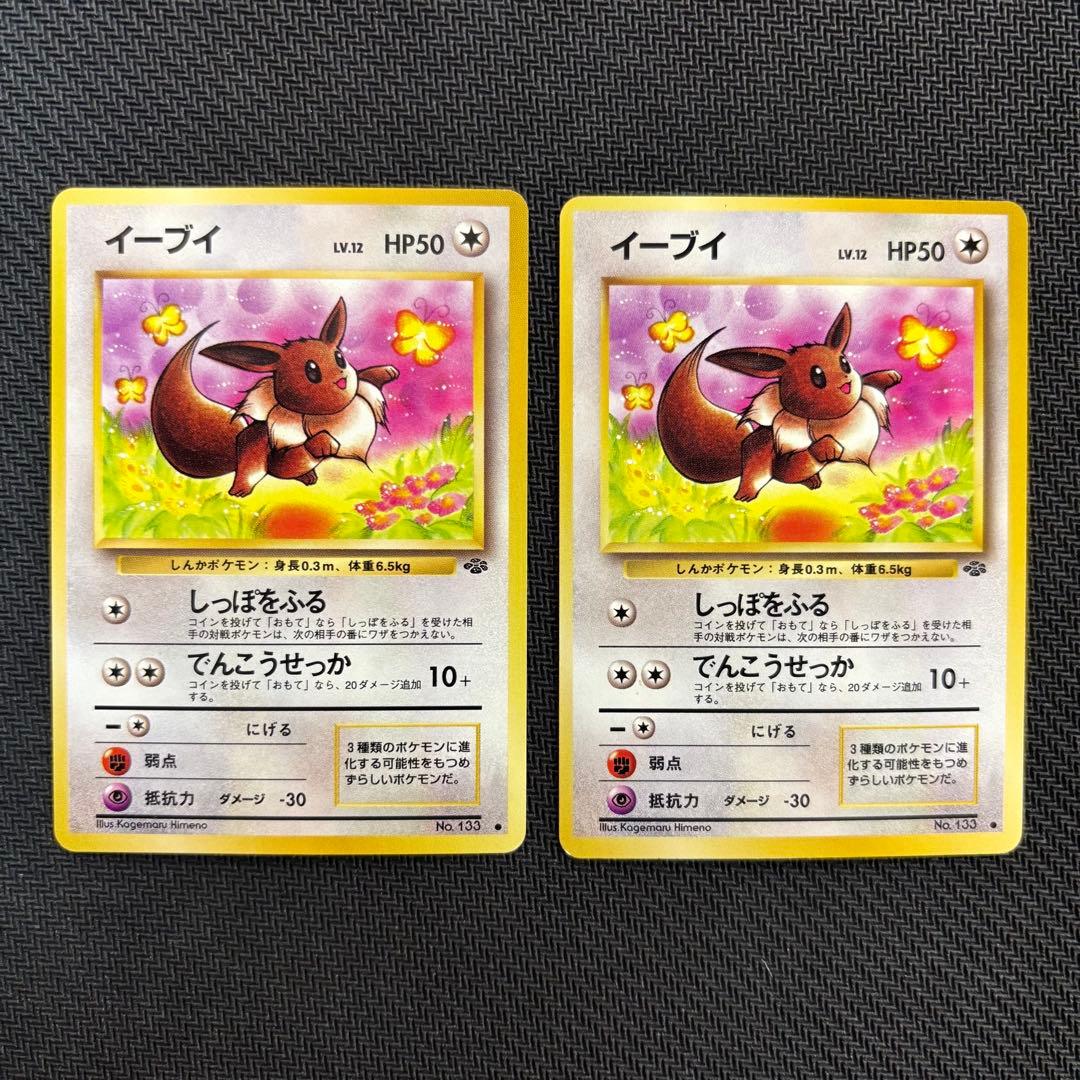 イーブイ LV.12 HP50
しんかポケモン：身長0.3m、体重6.5kg
しっぽをふる
コインを投げて「おもて」なら「しっぽをふる」を受けた相
手の対戦ポケモンは、次の相手の番にワザをつかえない。
でんこうせっか 10+
コインを投げて「おもて」なら、20ダメージ追加
する。
にげる
弱点
抵抗力 ダメージ -30
3種類のポケモンに進
化する可能性をもつめ
ずらしいポケモンだ。
Illus.Kagemaru Himeno No. 133
イーブイ LV.12 HP50
しんかポケモン：身長0.3m、体重6.5kg
しっぽをふる
コインを投げて「おもて」なら「しっぽをふる」を受けた相
手の対戦ポケモンは、次の相手の番にワザをつかえない。
でんこうせっか 10+
コインを投げて「おもて」なら、20ダメージ追加
する。
にげる
弱点
抵抗力 ダメージ -30
3種類のポケモンに進
化する可能性をもつめ
ずらしいポケモンだ。
Illus.Kagemaru Himeno No. 133